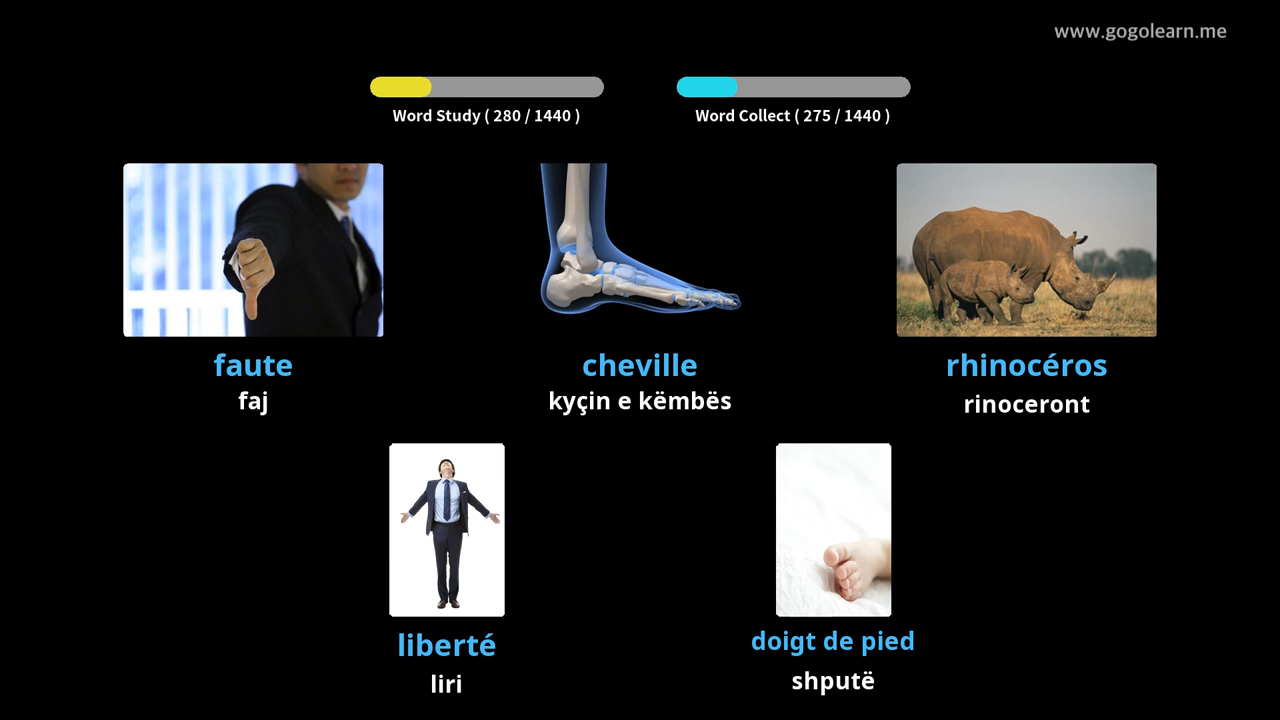 www.gogolearn.me
Word Study ( 280 / 1440 )
Word Collect ( 275 / 1440 )
faute
faj
cheville
kyçin e këmbës
rhinocéros
rinoceront
liberté
liri
doigt de pied
shputë